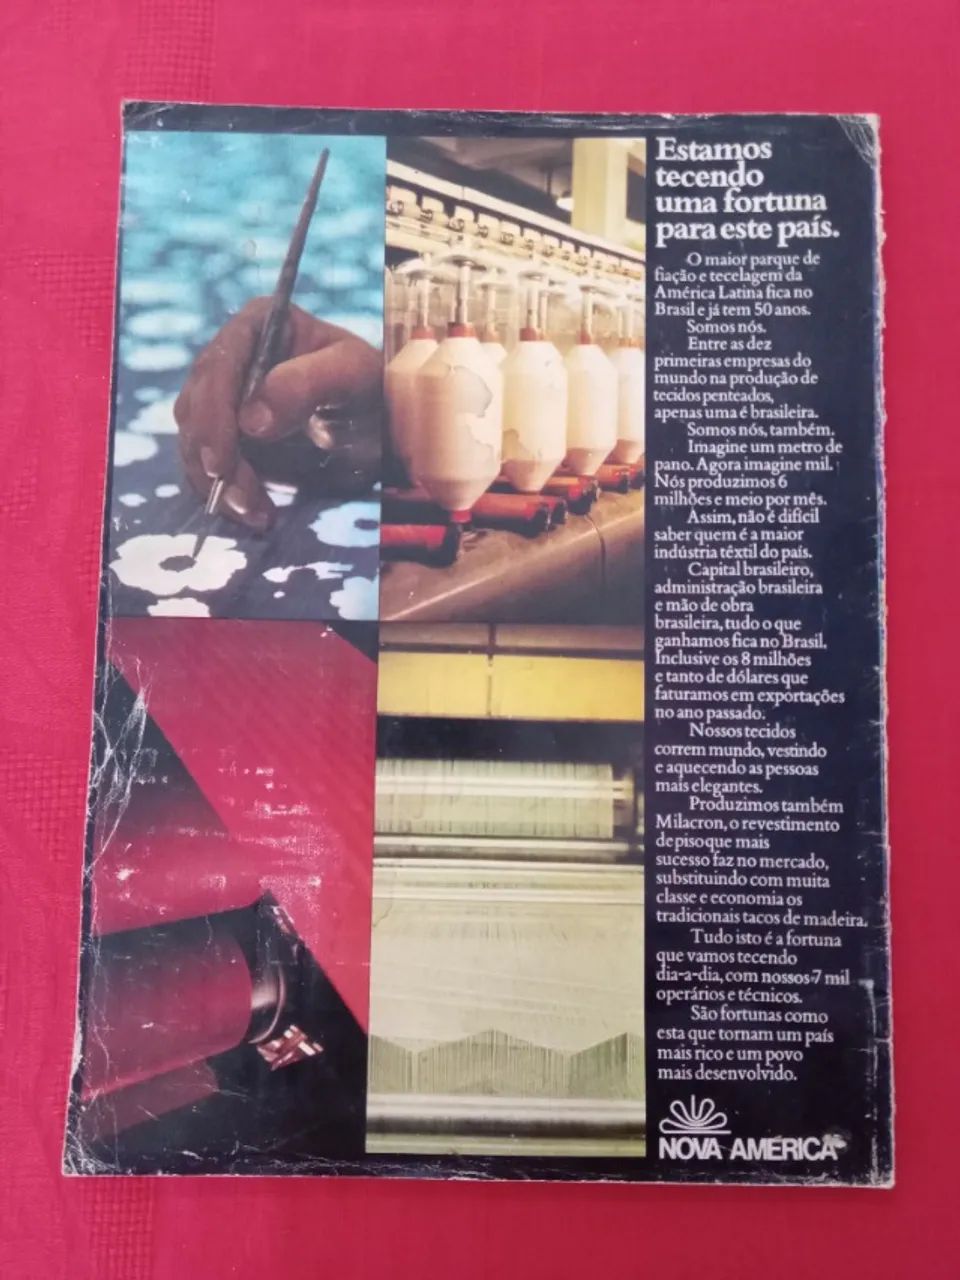 Estamos
tecendo
uma fortuna
para este país.
O maior parque de
fiação e tecelagem da
América Latina fica no
Brasil e já tem 50 anos.
Somos nós.
Entre as dez
primeiras empresas do
mundo na produção de
tecidos penteados,
apenas uma é brasileira.
Somos nós, também.
Imagine um metro de
pano. Agora imagine mil.
Nós produzimos 6
milhões e meio por mês.
Assim, não é difícil
saber quem é a maior
indústria têxtil do país.
Capital brasileiro,
administração brasileira
e mão de obra
brasileira, tudo o que
ganhamos fica no Brasil.
Inclusive os 8 milhões
e tanto de dólares que
faturamos em exportações
no ano passado.
Nossos tecidos
correm mundo, vestindo
e aquecendo as pessoas
mais elegantes.
Produzimos também
Milacron, o revestimento
de piso que mais
sucesso faz no mercado,
substituindo com muita
classe e economia os
tradicionais tacos de madeira.
Tudo isto é a fortuna
que vamos tecendo
dia-a-dia, com nossos 7 mil
operários e técnicos.
São fortunas como
esta que tornam um país
mais rico e um povo
mais desenvolvido.
NOVA AMÉRICA